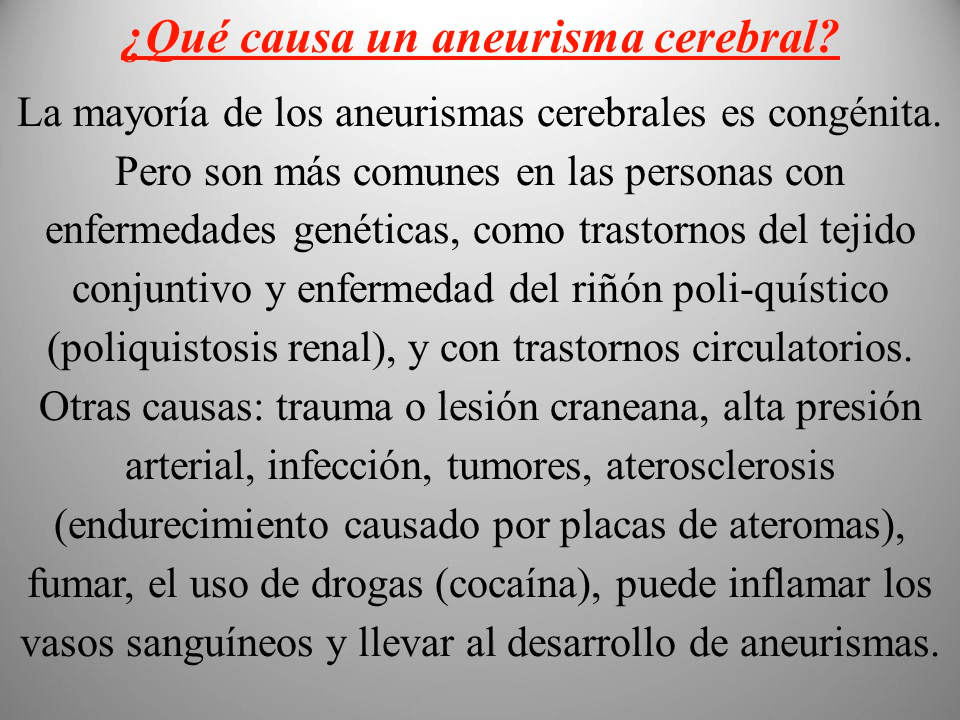 ¿Qué causa un aneurisma cerebral?
La mayoría de los aneurismas cerebrales es congénita.
Pero son más comunes en las personas con
enfermedades genéticas, como trastornos del tejido
conjuntivo y enfermedad del riñón poli-quístico
(poliquistosis renal), y con trastornos circulatorios.
Otras causas: trauma o lesión craneana, alta presión
arterial, infección, tumores, aterosclerosis
(endurecimiento causado por placas de ateromas),
fumar, el uso de drogas (cocaína), puede inflamar los
vasos sanguíneos y llevar al desarrollo de aneurismas.